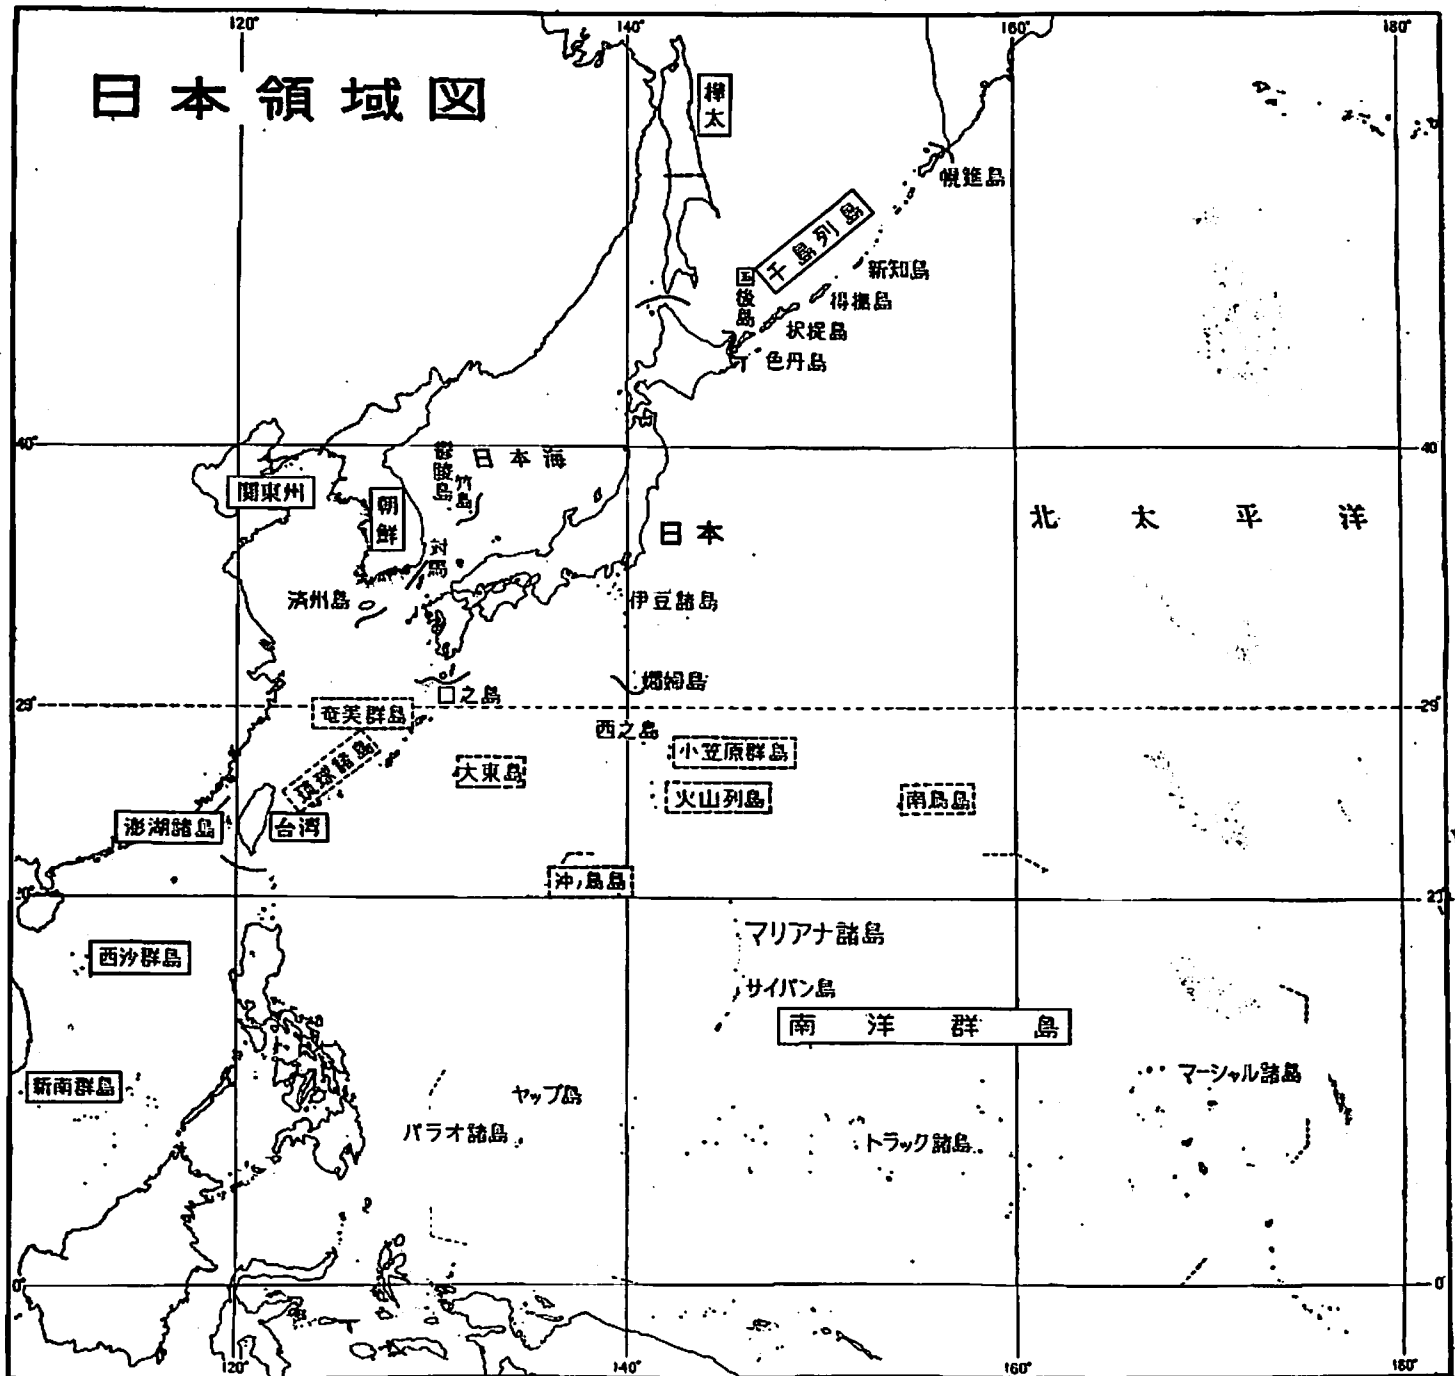 120°
140°
160°
180°
日本領域図
樺太
幌筵島
千島列島
国後島
新知島
得撫島
択捉島
色丹島
40°
40
鬱陵島
日本海
竹島
関東州
朝鮮
北太平洋
日本
対馬
済州島
伊豆諸島
口之島
孀婦島
29°
29°
奄美群島
西之島
琉球諸島
大東島
小笠原群島
火山列島
南鳥島
澎湖諸島
台湾
沖ノ鳥島
マリアナ諸島
西沙群島
サイパン島
南洋群島
新南群島
ヤップ島
マーシャル諸島
パラオ諸島
トラック諸島
0°
0°
120°
140°
160°
180°